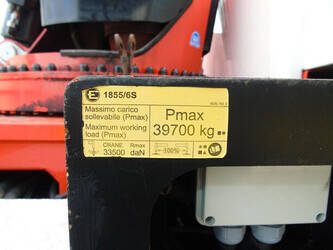 E 1855/6S
Massimo carico
sollevabile (Pmax)
Maximum working
load (Pmax)
Pmax
39700 kg
CRANE Rmax
33500 daN
100%